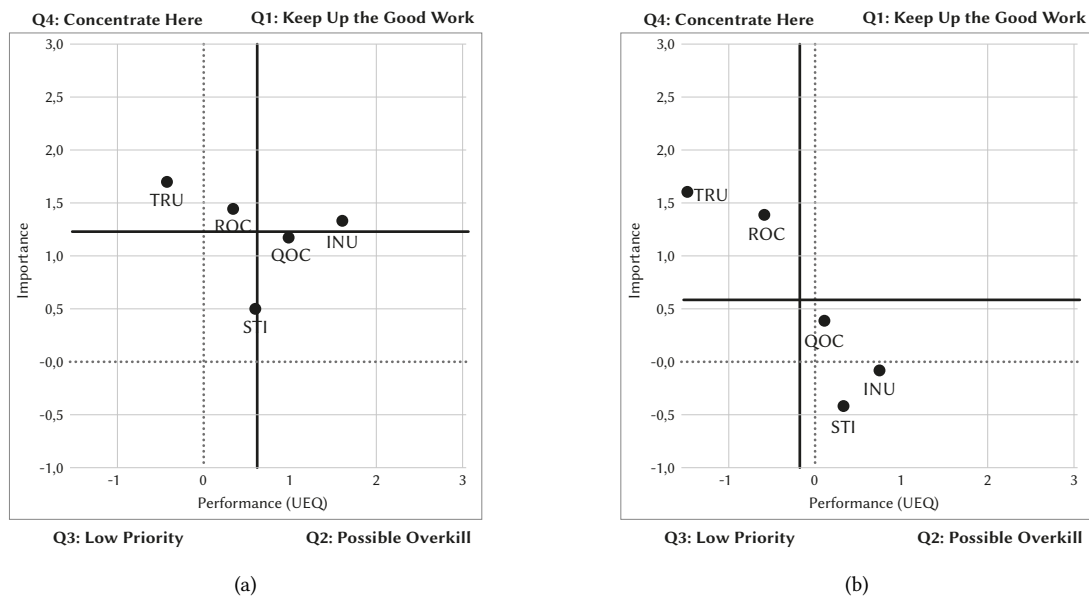 Q4: Concentrate Here
Q1: Keep Up the Good Work
3,0
2,5
2,0
1,5
1,0
0,5
-0,0
-0,5
-1,0
Importance
TRU
ROC
QOC
INU
STI
-1
0
1
2
3
Performance (UEQ)
Q3: Low Priority
Q2: Possible Overkill
(a)
Q4: Concentrate Here
Q1: Keep Up the Good Work
3,0
2,5
2,0
1,5
1,0
0,5
-0,0
-0,5
-1,0
Importance
TRU
ROC
QOC
INU
STI
-1
0
1
2
3
Performance (UEQ)
Q3: Low Priority
Q2: Possible Overkill
(b)